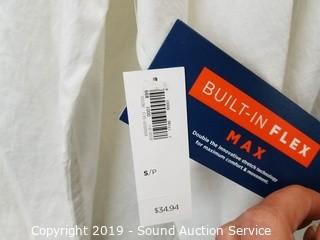 BUILT-IN FLEX
MAX
Double the innovative stretch technology
for maximum comfort & movement.
S/P
$34.94
Copyright 2019 - Sound Auction Service